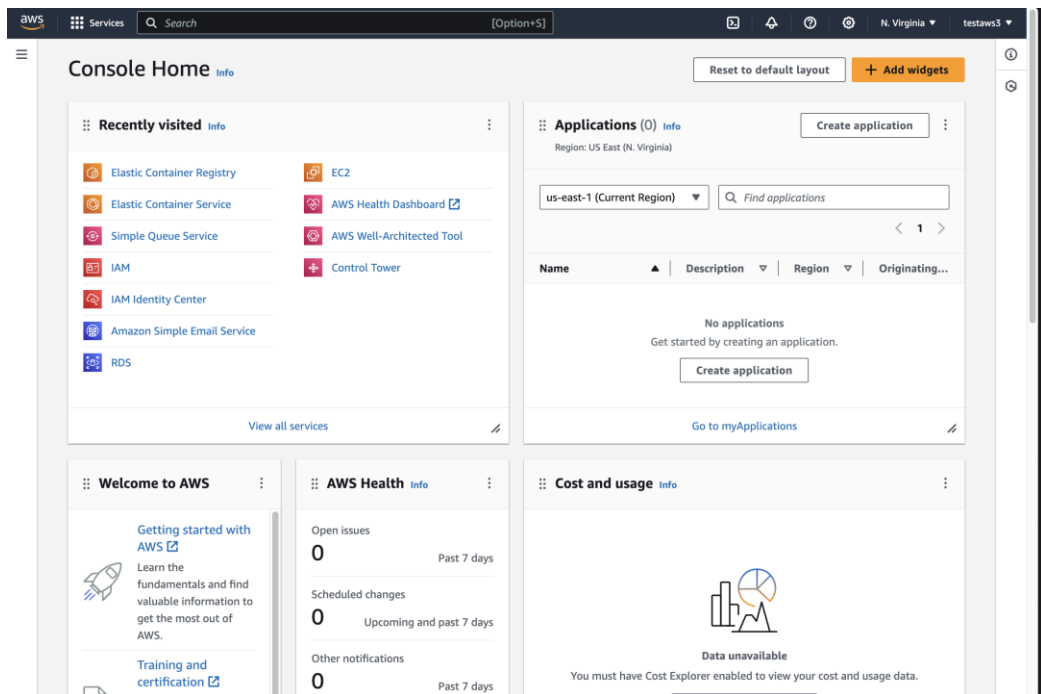 aws
Services
Search
[Option+S]
N. Virginia
testaws3
Console Home Info
Reset to default layout
+ Add widgets
Recently visited Info
Elastic Container Registry
Elastic Container Service
Simple Queue Service
IAM
IAM Identity Center
Amazon Simple Email Service
RDS
EC2
AWS Health Dashboard
AWS Well-Architected Tool
Control Tower
View all services
Applications (0) Info
Region: US East (N. Virginia)
Create application
us-east-1 (Current Region)
Find applications
1
Name
Description
Region
Originating...
No applications
Get started by creating an application.
Create application
Go to myApplications
Welcome to AWS
Getting started with
AWS
Learn the
fundamentals and find
valuable information to
get the most out of
AWS.
Training and
certification
AWS Health Info
Open issues
0
Past 7 days
Scheduled changes
0
Upcoming and past 7 days
Other notifications
0
Past 7 days
Cost and usage Info
Data unavailable
You must have Cost Explorer enabled to view your cost and usage data.